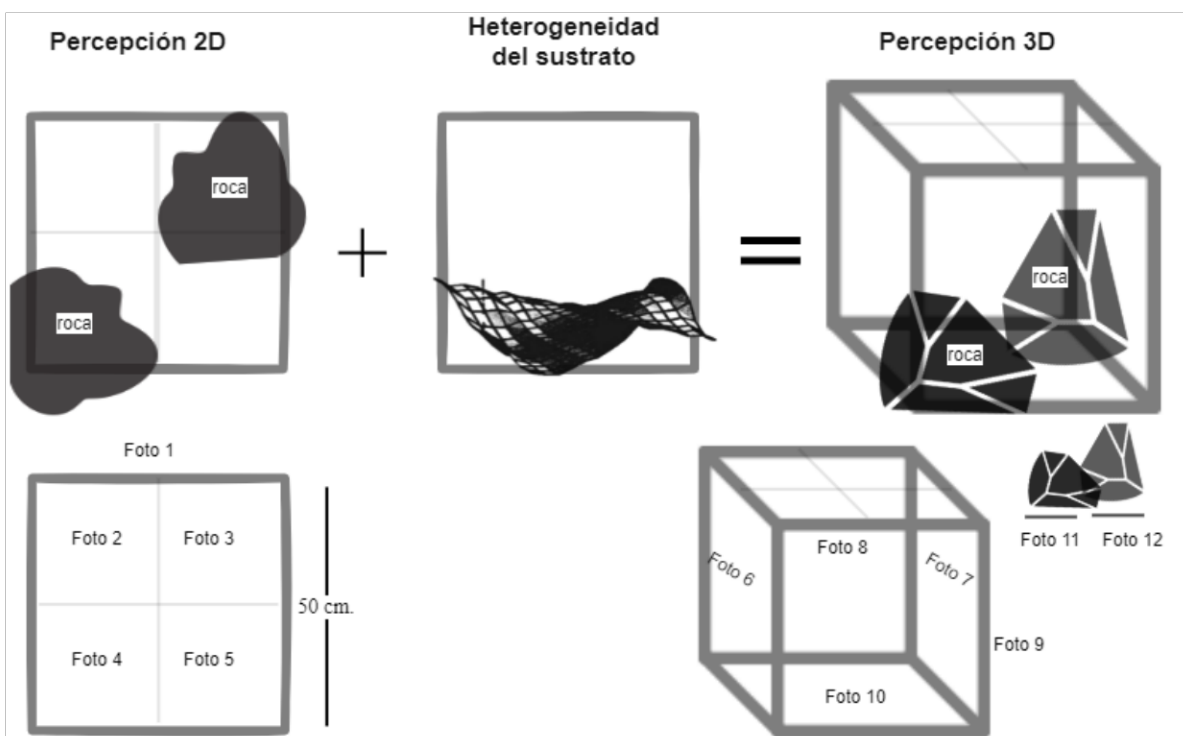 Percepción 2D
Heterogeneidad
del sustrato
Percepción 3D
roca
roca
roca
roca
Foto 1
Foto 2
Foto 3
Foto 4
Foto 5
50 cm.
Foto 6
Foto 8
Foto 7
Foto 9
Foto 10
Foto 11
Foto 12